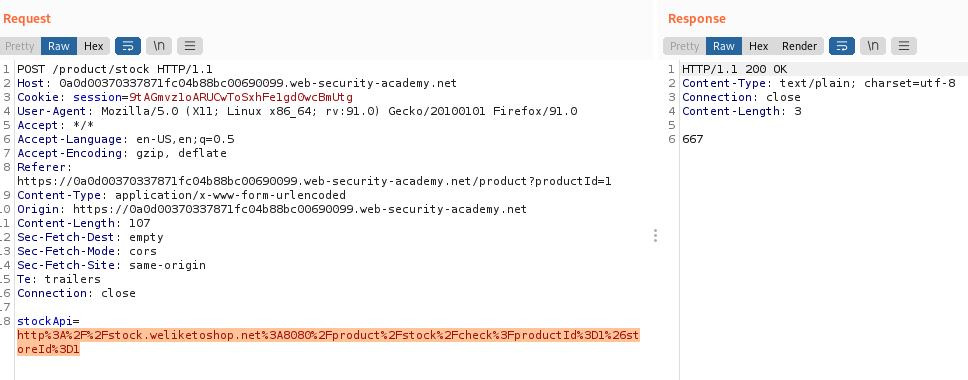 Request
Pretty Raw Hex \n
1 POST /product/stock HTTP/1.1
2 Host: 0a0d00370337871fc04b88bc00690099.web-security-academy.net
3 Cookie: session=9tAGmvz1oARUCwToSxhFe1gdOwcBmUtg
4 User-Agent: Mozilla/5.0 (X11; Linux x86_64; rv:91.0) Gecko/20100101 Firefox/91.0
5 Accept: */*
6 Accept-Language: en-US,en;q=0.5
7 Accept-Encoding: gzip, deflate
8 Referer:
https://0a0d00370337871fc04b88bc00690099.web-security-academy.net/product?productId=1
9 Content-Type: application/x-www-form-urlencoded
10 Origin: https://0a0d00370337871fc04b88bc00690099.web-security-academy.net
11 Content-Length: 107
12 Sec-Fetch-Dest: empty
13 Sec-Fetch-Mode: cors
14 Sec-Fetch-Site: same-origin
15 Te: trailers
16 Connection: close
17
18 stockApi=
http%3A%2F%2Fstock.weliketoshop.net%3A8080%2Fproduct%2Fstock%2Fcheck%3FproductId%3D1%26st
oreId%3D1
Response
Pretty Raw Hex Render \n
1 HTTP/1.1 200 OK
2 Content-Type: text/plain; charset=utf-8
3 Connection: close
4 Content-Length: 3
5
6 667